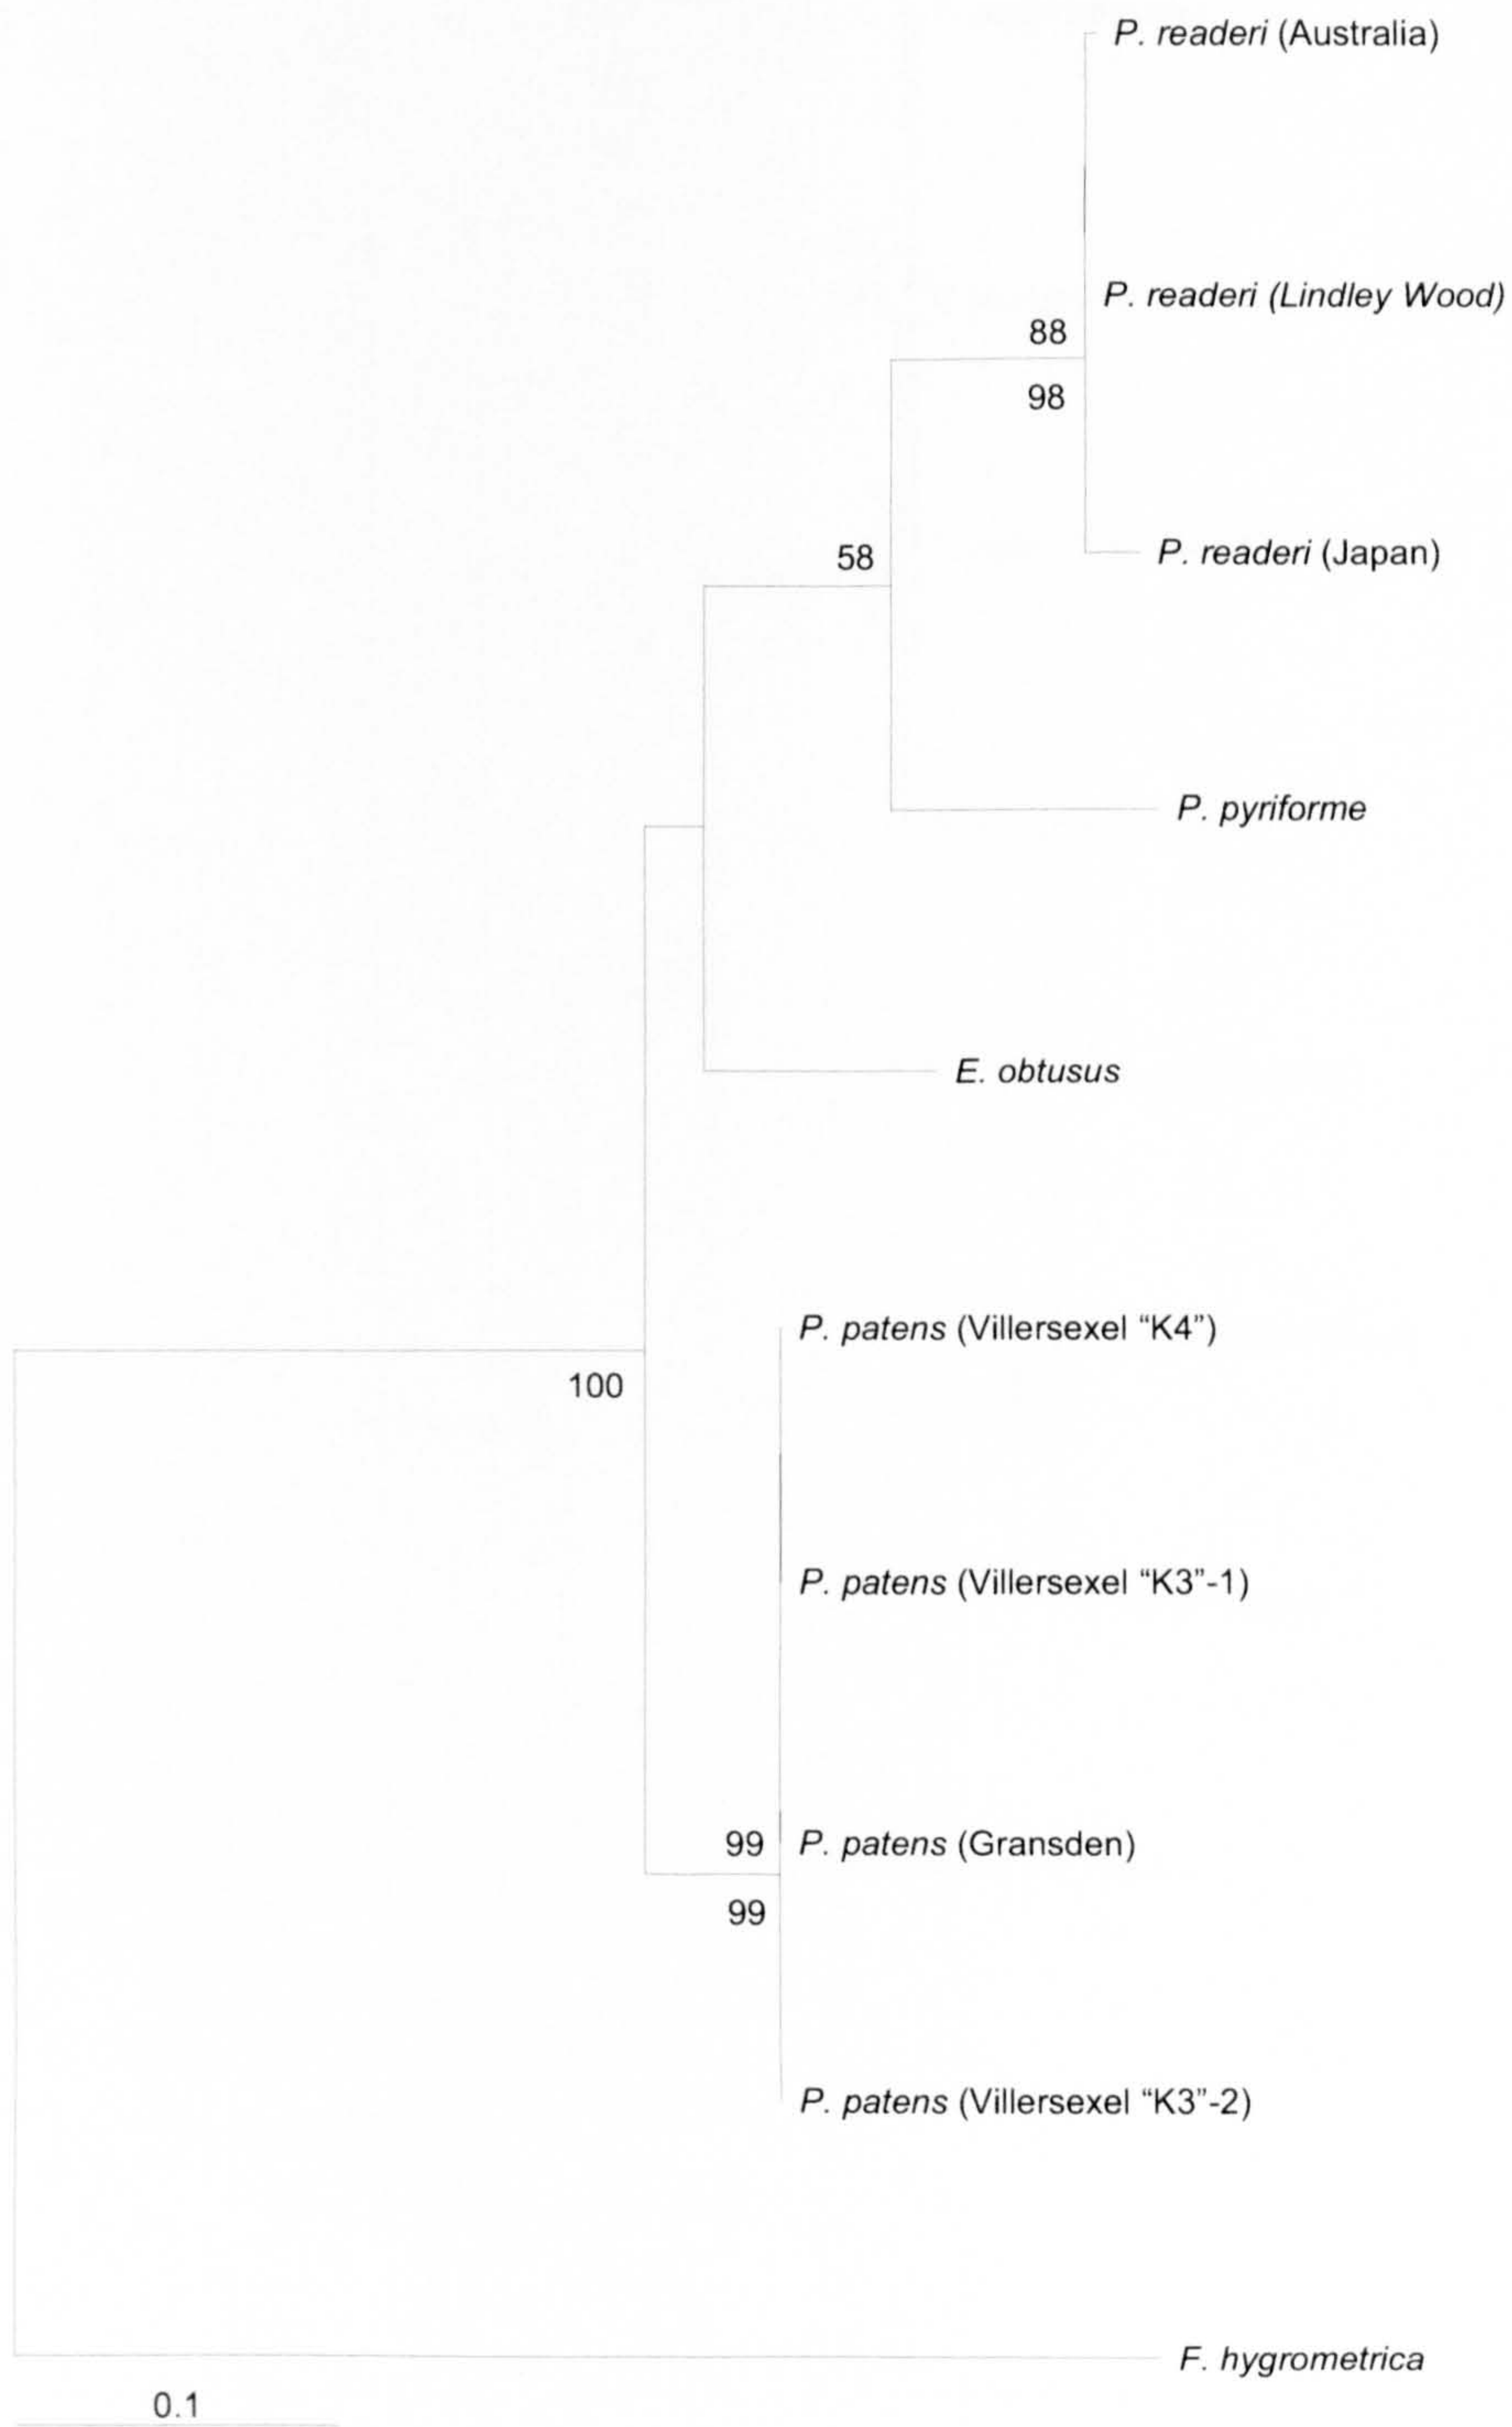 P. readeri (Australia)
P. readeri (Lindley Wood)
88
98
P. readeri (Japan)
58
P. pyriforme
E. obtusus
P. patens (Villersexel “K4”)
100
P. patens (Villersexel “K3”-1)
99 P. patens (Gransden)
99
P. patens (Villersexel “K3”-2)
F. hygrometrica
0.1